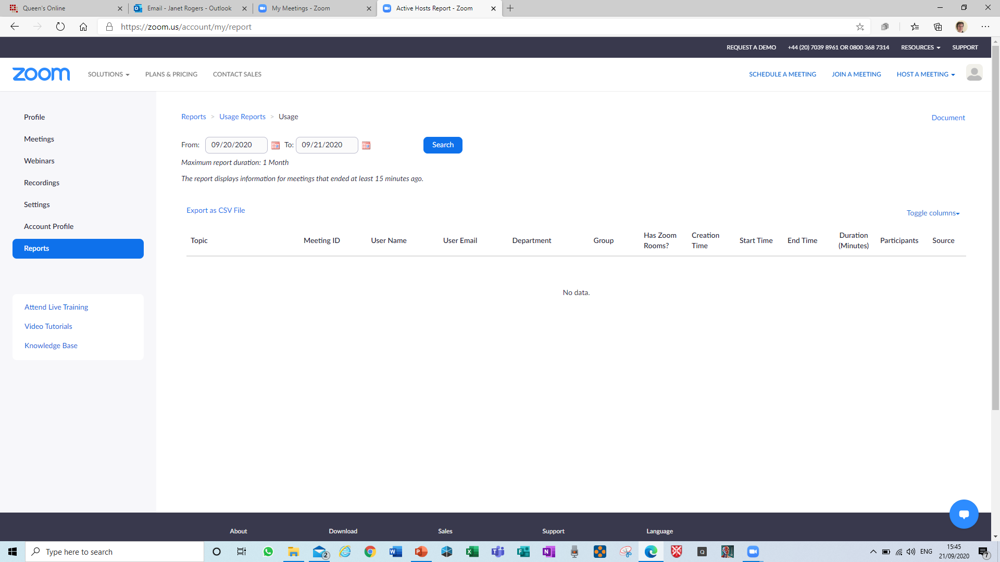 Queen's Online
Email - Janet Rogers - Outlook
My Meetings - Zoom
Active Hosts Report - Zoom
https://zoom.us/account/my/report
REQUEST A DEMO
+44 (20) 7039 8961 OR 0800 368 7314
RESOURCES
SUPPORT
zoom
SOLUTIONS
PLANS & PRICING
CONTACT SALES
SCHEDULE A MEETING
JOIN A MEETING
HOST A MEETING
Profile
Meetings
Webinars
Recordings
Settings
Account Profile
Reports
Attend Live Training
Video Tutorials
Knowledge Base
Reports > Usage Reports > Usage
Document
From: 09/20/2020 To: 09/21/2020 Search
Maximum report duration: 1 Month
The report displays information for meetings that ended at least 15 minutes ago.
Export as CSV File
Toggle columns
Topic
Meeting ID
User Name
User Email
Department
Group
Has Zoom
Rooms?
Creation
Time
Start Time
End Time
Duration
(Minutes)
Participants
Source
No data.
About
Download
Sales
Support
Language
Type here to search
2
ENG
15:45
21/09/2020
7